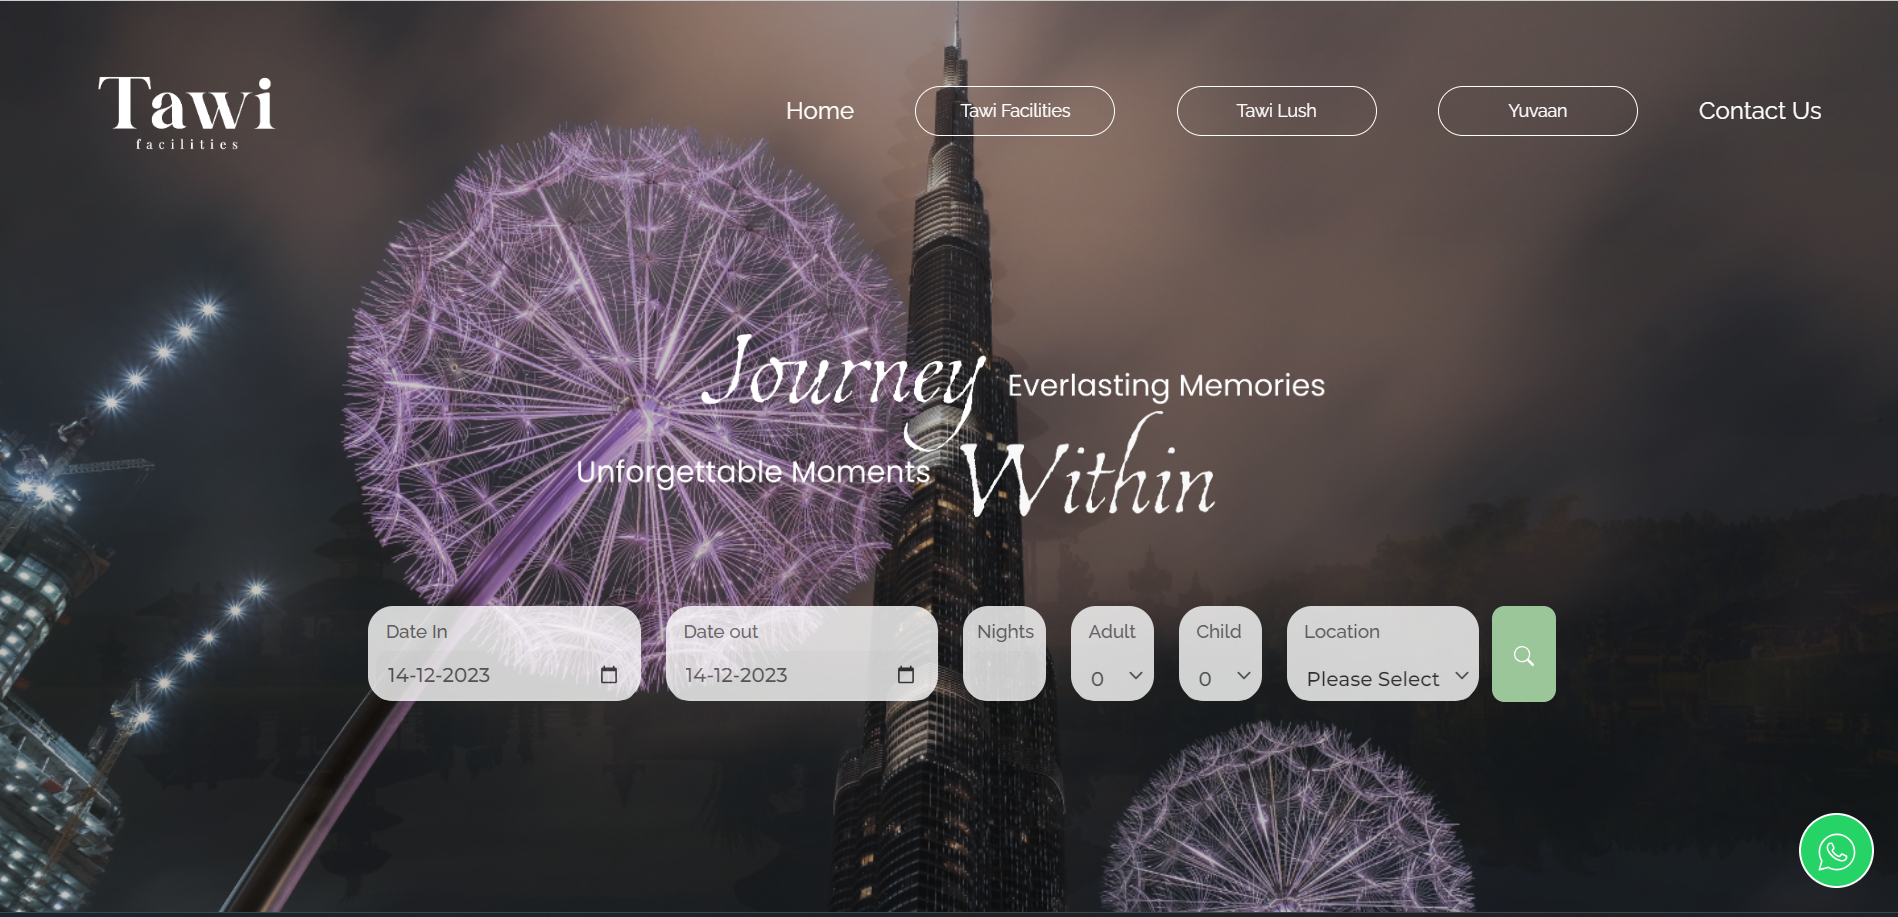 Tawi
facilities
Home
Tawi Facilities
Tawi Lush
Yuvaan
Contact Us
Journey
Everlasting Memories
Unforgettable Moments
Within
Date In
14-12-2023
Date out
14-12-2023
Nights
Adult
0
Child
0
Location
Please Select